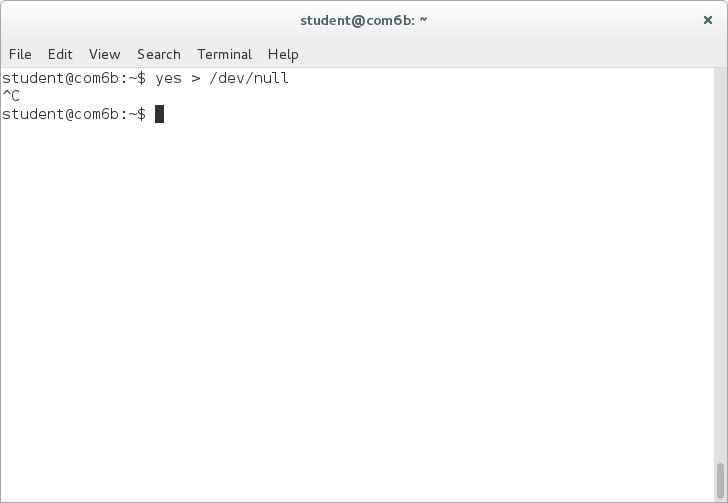 student@com6b: ~
File Edit View Search Terminal Help
student@com6b:~$ yes > /dev/null
^C
student@com6b:~$